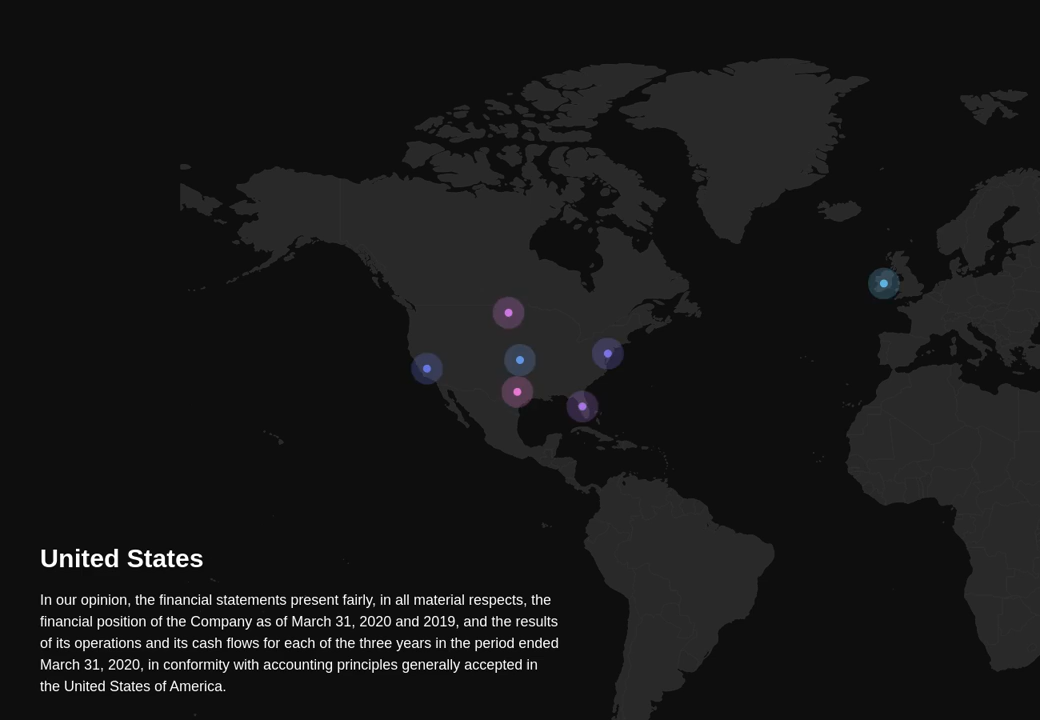 United States
In our opinion, the financial statements present fairly, in all material respects, the
financial position of the Company as of March 31, 2020 and 2019, and the results
of its operations and its cash flows for each of the three years in the period ended
March 31, 2020, in conformity with accounting principles generally accepted in
the United States of America.